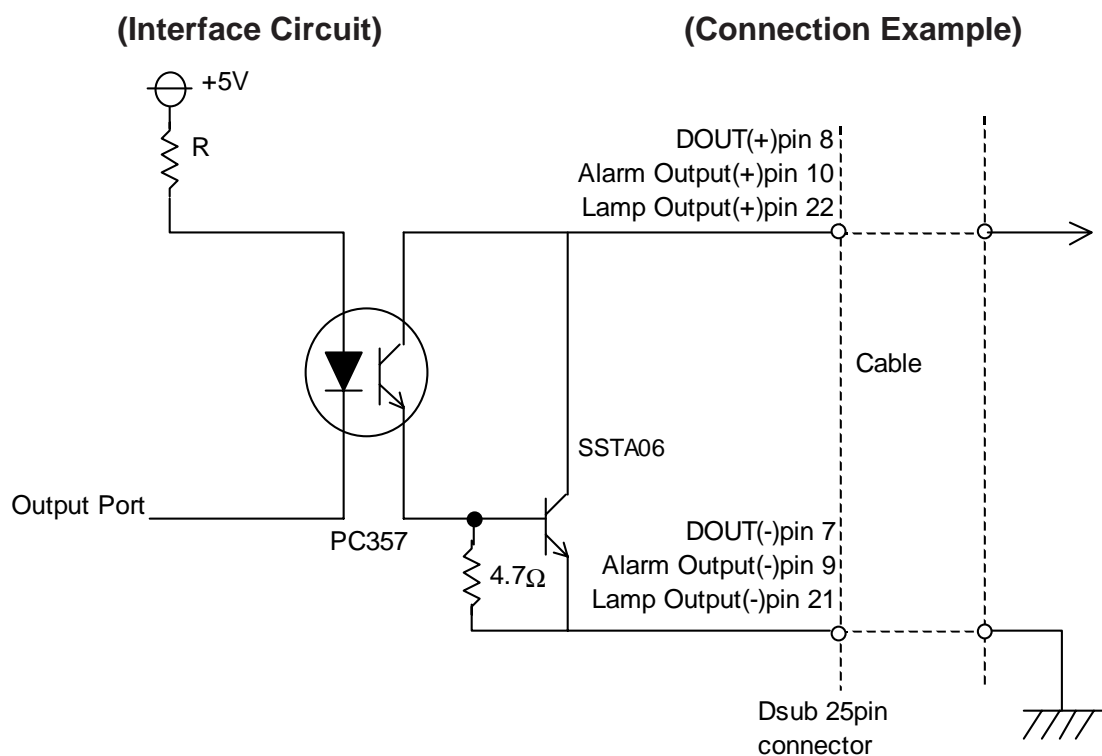 (Interface Circuit)
(Connection Example)
+5V
R
DOUT(+)pin 8
Alarm Output(+)pin 10
Lamp Output(+)pin 22
Cable
SSTA06
Output Port
PC357
4.7Ω
DOUT(-)pin 7
Alarm Output(-)pin 9
Lamp Output(-)pin 21
Dsub 25pin
connector